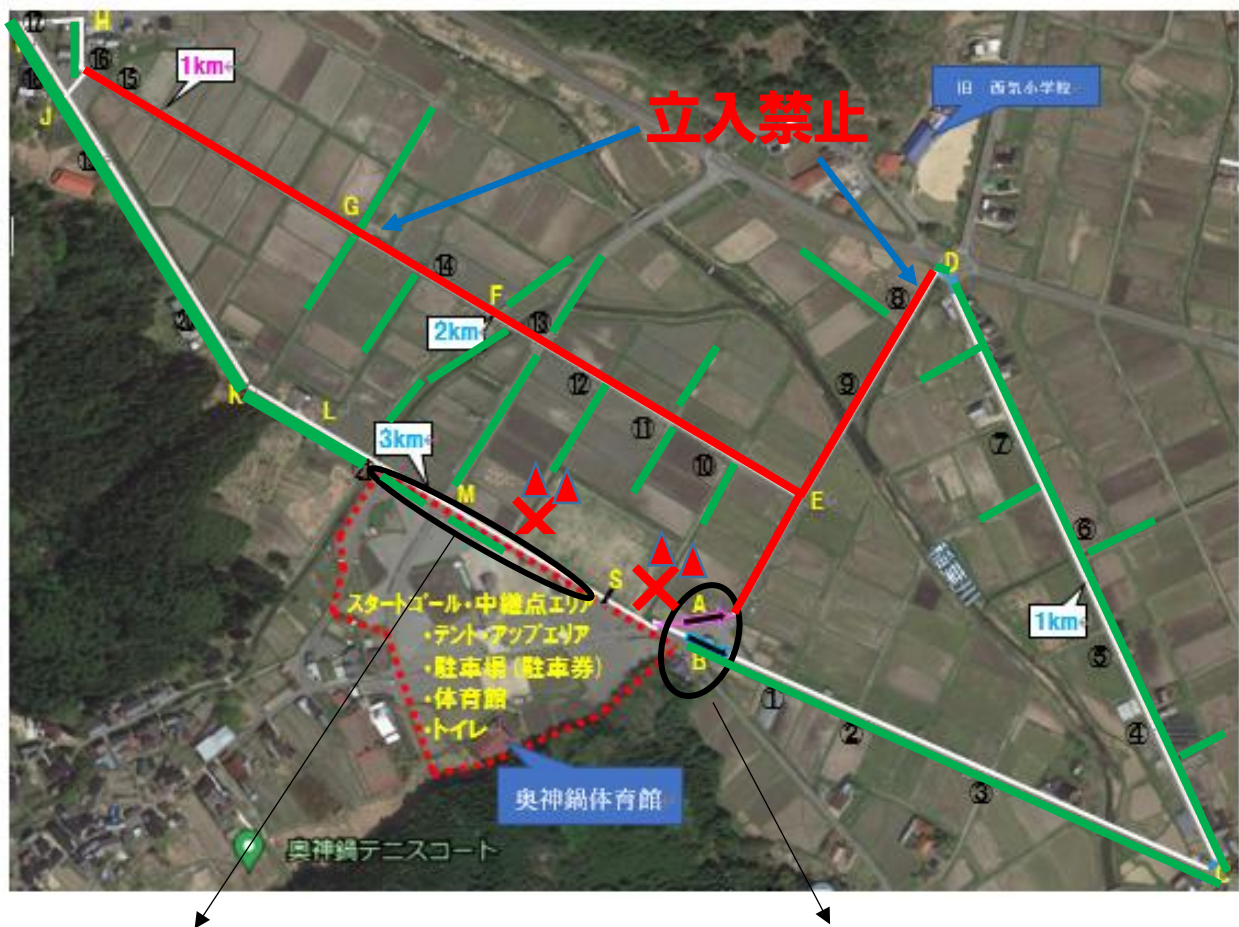 ⑰
H
⑯
⑮
1km
J
立入禁止
旧 西気小学校
G
⑭
F
2km
⑬
⑫
⑪
⑩
D
⑧
⑨
⑦
⑥
E
K
L
3km
M
S
A
B
稲葉川
1km
⑤
④
スタートゴール・中継点エリア
・テント・アップエリア
・駐車場(駐車券)
・体育館
・トイレ
①
②
③
奥神鍋体育館
奥神鍋テニスコート
C